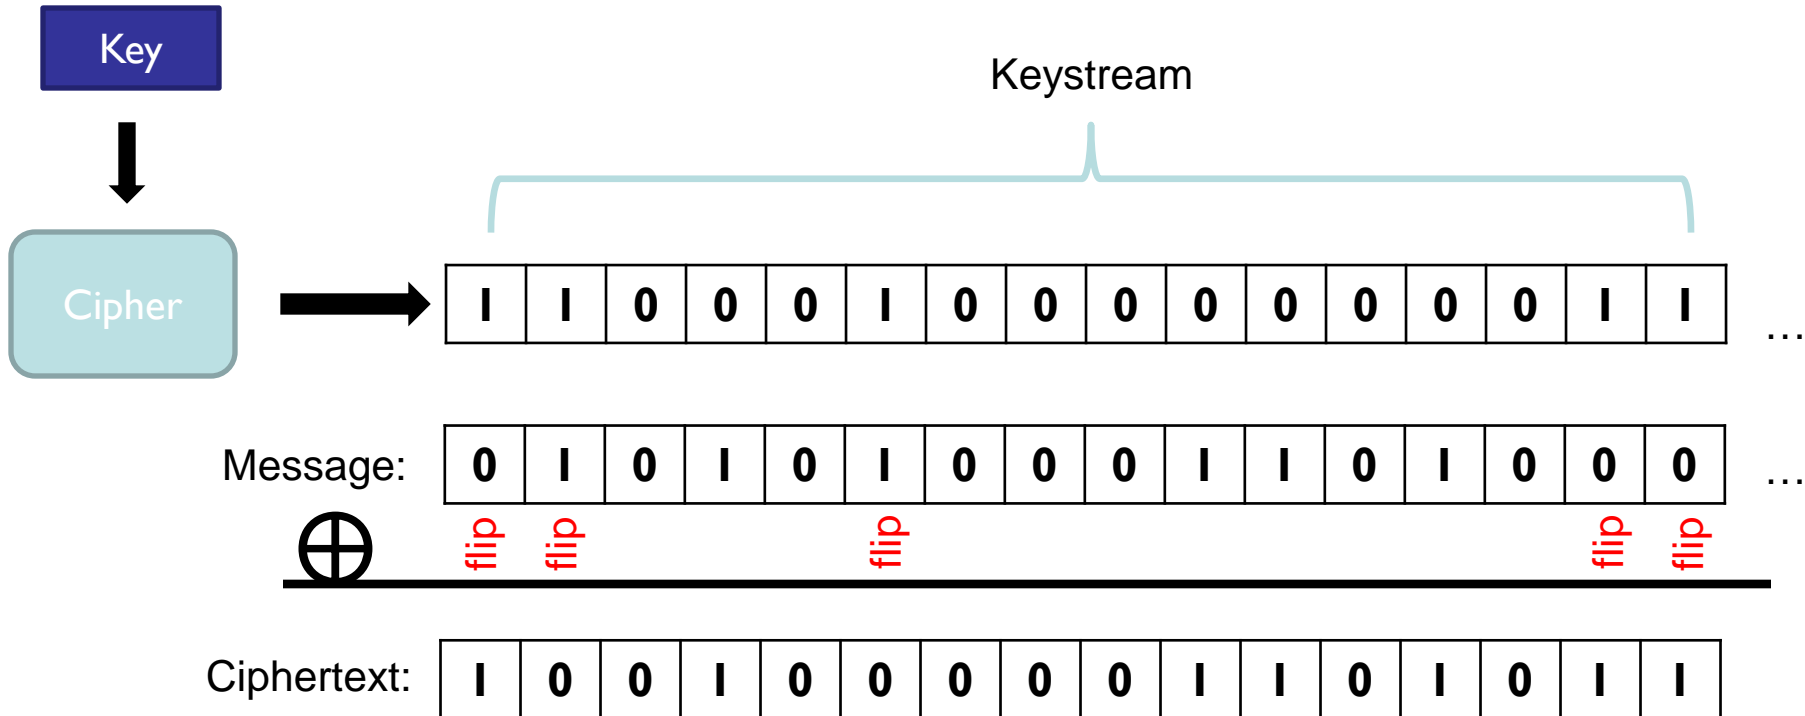 Key
Keystream
Cipher
1 1 0 0 0 1 0 0 0 0 0 0 0 0 1 1 ...
Message: 0 1 0 1 0 1 0 0 0 1 1 0 1 0 0 0 ...
flip flip flip flip flip
Ciphertext: 1 0 0 1 0 0 0 0 0 1 1 0 1 0 1 1